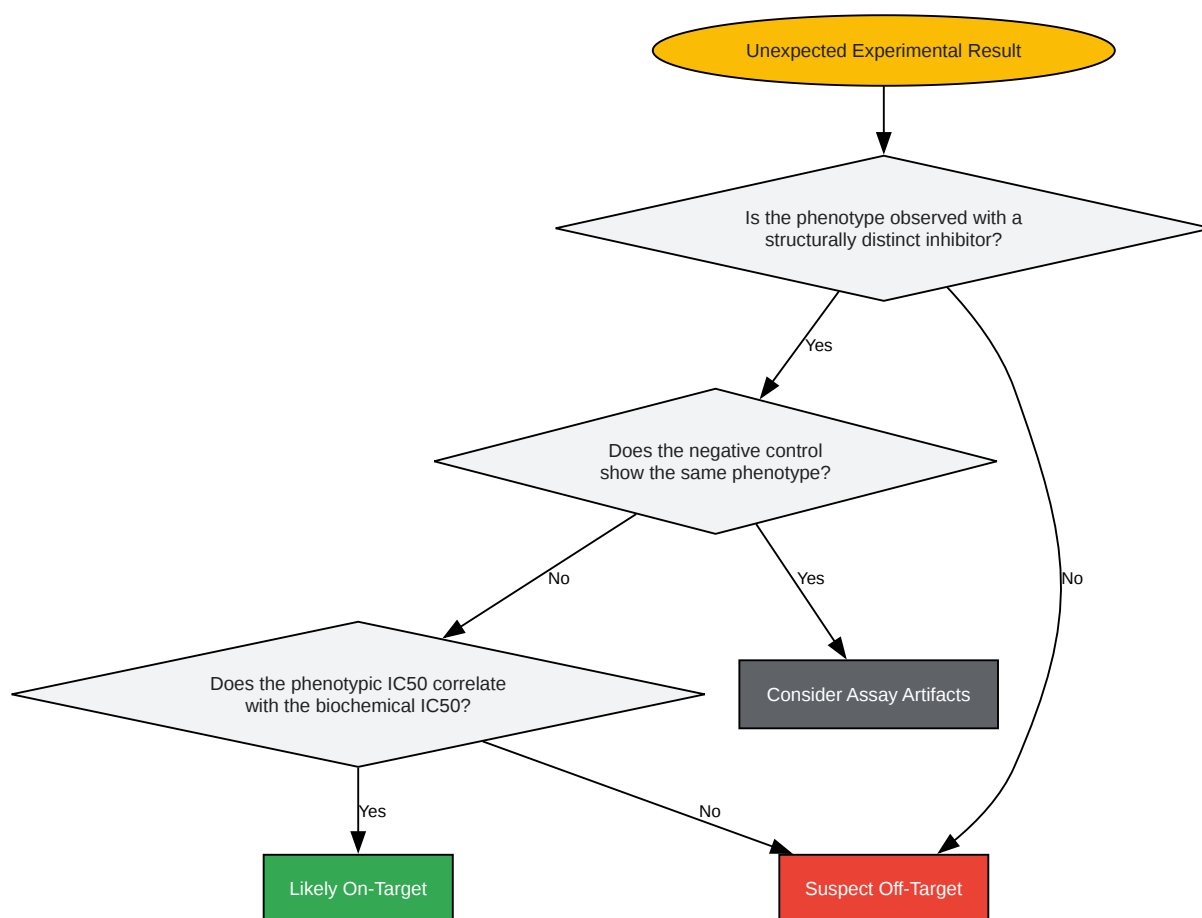 Unexpected Experimental Result
Is the phenotype observed with a
structurally distinct inhibitor?
Yes
Does the negative control
show the same phenotype?
No
No
Yes
Does the phenotypic IC50 correlate
with the biochemical IC50?
Consider Assay Artifacts
Yes
No
Likely On-Target
Suspect Off-Target